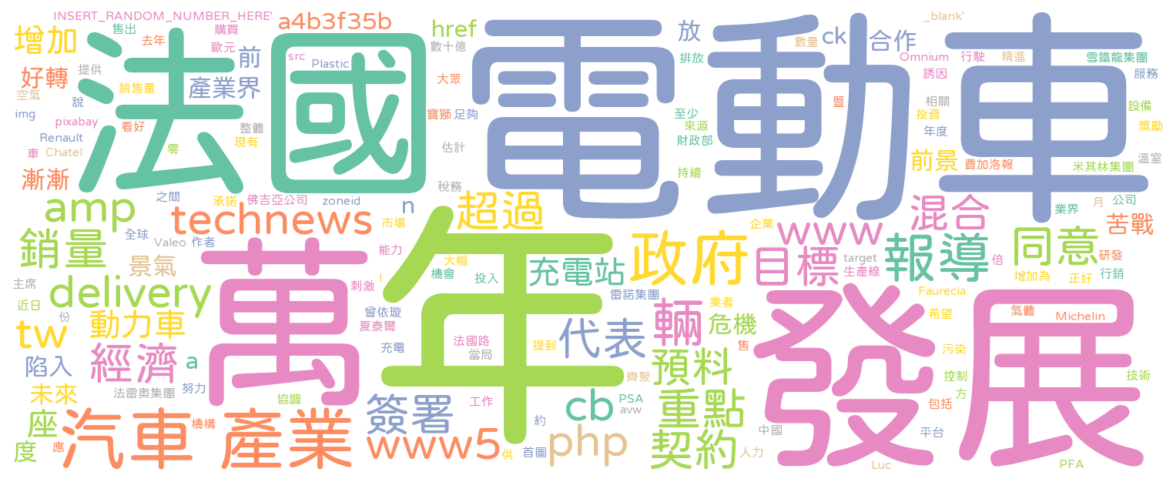 INSERT_RANDOM_NUMBER_HERE'
售出
去年
購買
歐元
a4b3f35b
href
數十億
放
排放
數量
ck
合作
_blank'
Omnium
行駛
精進
雪鐵龍集團
誘因
服務
增加
好轉
提供
空氣
說
img
pixabay
看好
Renault
車
Chatel
漸漸
法國
銷售量
零
前
產業界
整體
現有
src
Plastic
大眾
寶獅
足夠
估計
稅務
電動車
至少
來源
財政部
持續
暨
前景
費加洛報
相關
投資
年度
設備
獎勵
米其林集團
溫室
月
公司
業界
苦戰
之間
承諾
佛吉亞公司
zoneid
n
市場
超過
企業
www
混合
amp
technews
銷量
全球
Valeo
作者
景氣
delivery
主席
近日
份
tw
動力車
陷入
經濟
a
未來
法雷奧集團
努力
座
度
應
汽車
產業
機構
協調
萬
刺激
能力
l
曾依璇
夏泰爾
充電
年
大幅
機會
投入
充電站
雷諾集團
政府
目標
target
生產線
報導
倍
同意
增加為
正好
研發
行銷
法國路
當局
提到
代表
輛
業者
危機
售
預料
齊聚
PSA
avw
工作
簽署
約
cb
重點
契約
www5
供
首圖
php
人力
中國
發展
Faurecia
希望
污染
控制
方
包括
平台
Luc
氣體
Michelin
技術
PFA